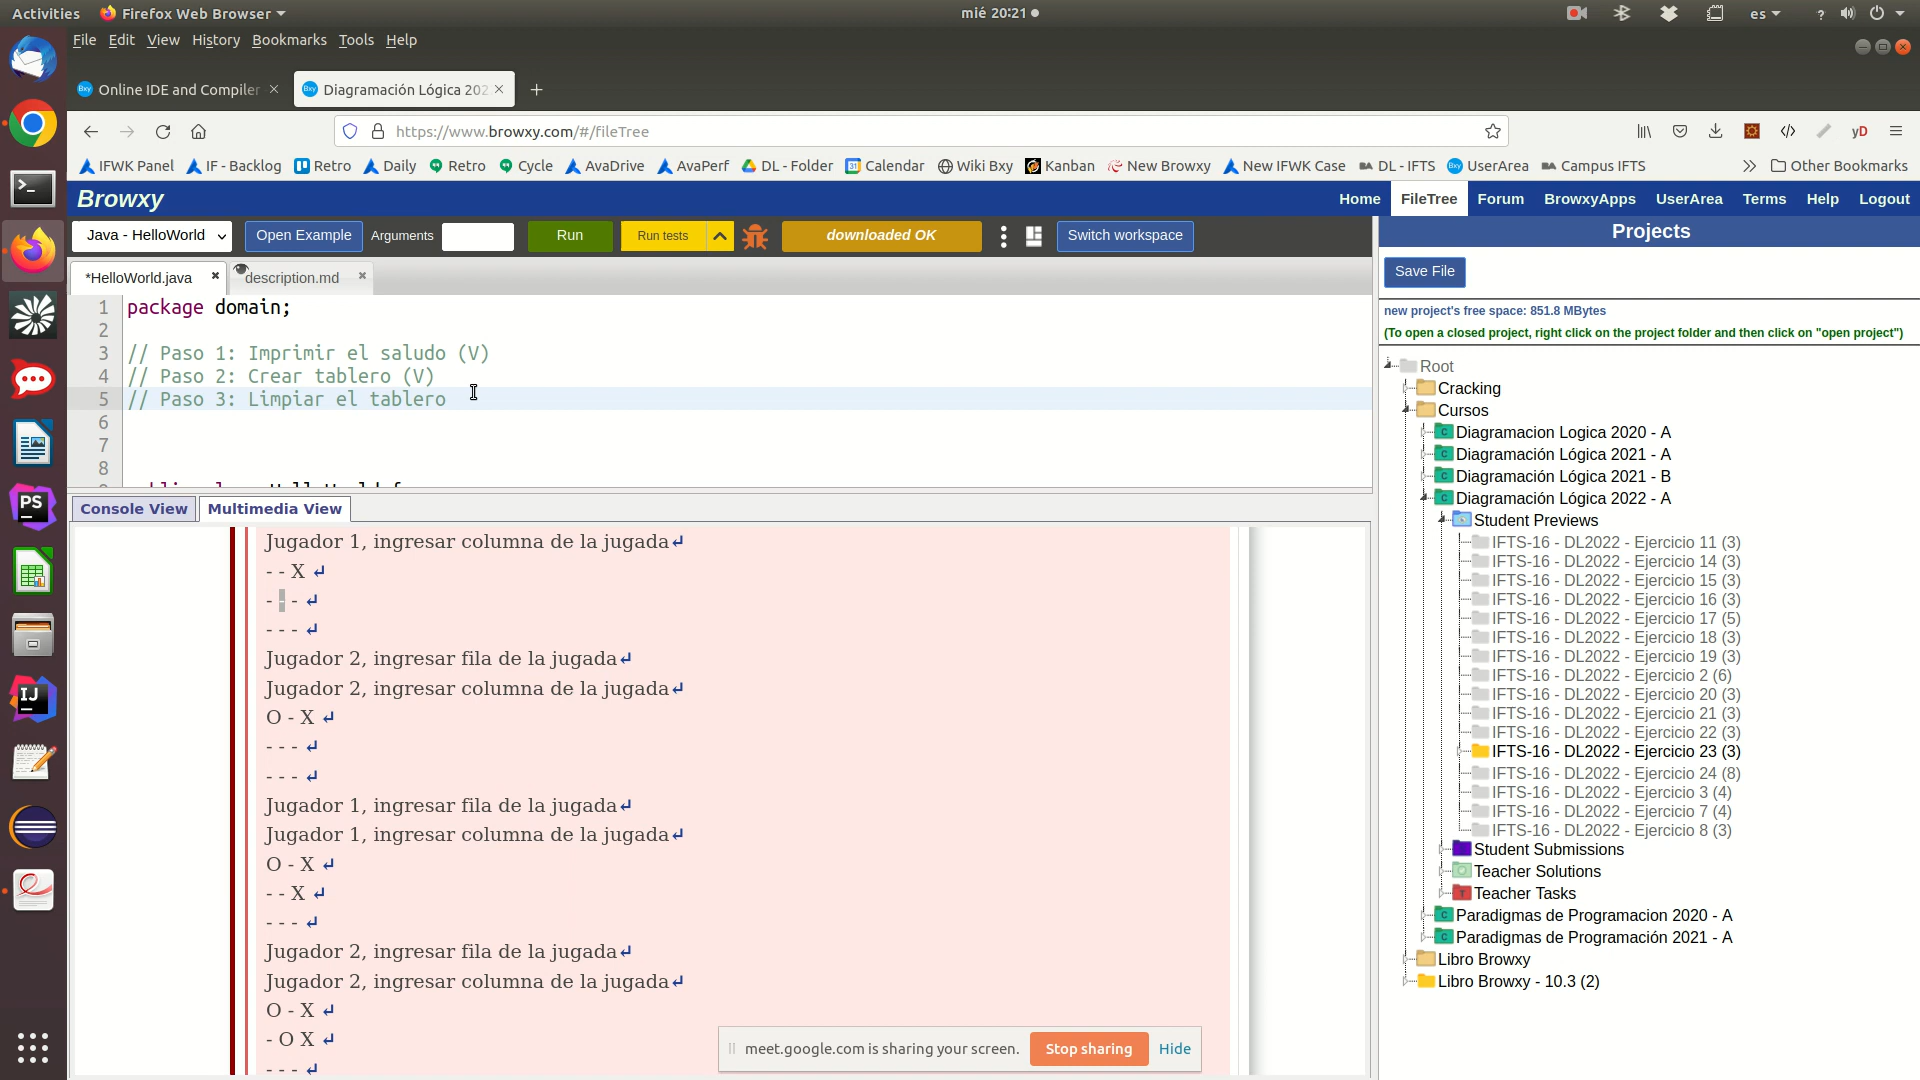 Activities Firefox Web Browser mié 20:21 es ?
File Edit View History Bookmarks Tools Help
Bxy Online IDE and Compiler Bxy Diagramación Lógica 202
https://www.browxy.com/#/fileTree yD
IFWK Panel IF - Backlog Retro Daily Retro Cycle AvaDrive AvaPerf DL - Folder Calendar Wiki Bxy Kanban New Browxy New IFWK Case BA DL - IFTS Bxy UserArea BA Campus IFTS Other Bookmarks
Browxy Home FileTree Forum BrowxyApps UserArea Terms Help Logout
Java - HelloWorld Open Example Arguments Run Run tests downloaded OK Switch workspace Projects
*HelloWorld.java description.md Save File
1 package domain;
2
3 // Paso 1: Imprimir el saludo (V)
4 // Paso 2: Crear tablero (V)
5 // Paso 3: Limpiar el tablero
6
7
8
Console View Multimedia View
Jugador 1, ingresar columna de la jugada↵
- - X ↵
- - - ↵
- - - ↵
Jugador 2, ingresar fila de la jugada↵
Jugador 2, ingresar columna de la jugada↵
O - X ↵
- - - ↵
- - - ↵
Jugador 1, ingresar fila de la jugada↵
Jugador 1, ingresar columna de la jugada↵
O - X ↵
- - X ↵
- - - ↵
Jugador 2, ingresar fila de la jugada↵
Jugador 2, ingresar columna de la jugada↵
O - X ↵
- O X ↵
- - - ↵
meet.google.com is sharing your screen. Stop sharing Hide
new project's free space: 851.8 MBytes
(To open a closed project, right click on the project folder and then click on "open project")
Root
Cracking
Cursos
C Diagramacion Logica 2020 - A
C Diagramación Lógica 2021 - A
C Diagramación Lógica 2021 - B
C Diagramación Lógica 2022 - A
Student Previews
IFTS-16 - DL2022 - Ejercicio 11 (3)
IFTS-16 - DL2022 - Ejercicio 14 (3)
IFTS-16 - DL2022 - Ejercicio 15 (3)
IFTS-16 - DL2022 - Ejercicio 16 (3)
IFTS-16 - DL2022 - Ejercicio 17 (5)
IFTS-16 - DL2022 - Ejercicio 18 (3)
IFTS-16 - DL2022 - Ejercicio 19 (3)
IFTS-16 - DL2022 - Ejercicio 2 (6)
IFTS-16 - DL2022 - Ejercicio 20 (3)
IFTS-16 - DL2022 - Ejercicio 21 (3)
IFTS-16 - DL2022 - Ejercicio 22 (3)
IFTS-16 - DL2022 - Ejercicio 23 (3)
IFTS-16 - DL2022 - Ejercicio 24 (8)
IFTS-16 - DL2022 - Ejercicio 3 (4)
IFTS-16 - DL2022 - Ejercicio 7 (4)
IFTS-16 - DL2022 - Ejercicio 8 (3)
Student Submissions
Teacher Solutions
T Teacher Tasks
C Paradigmas de Programacion 2020 - A
C Paradigmas de Programación 2021 - A
Libro Browxy
Libro Browxy - 10.3 (2)
PS
IJ